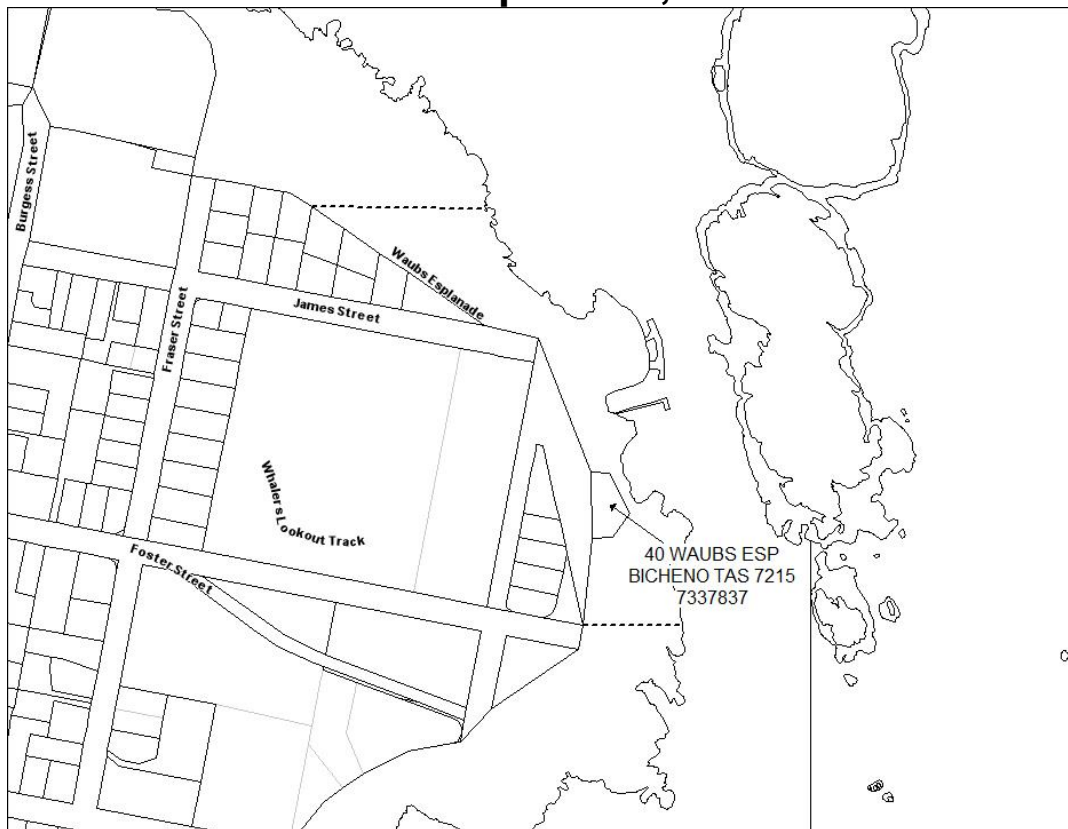 Burgess Street
Waubs Esplanade
James Street
Fraser Street
Whalers Lookout Track
Foster Street
40 WAUBS ESP
BICHENO TAS 7215
7337837